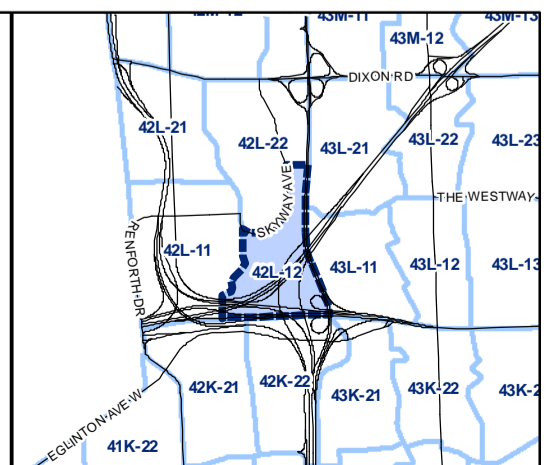 43M-11
43M-13
43M-12
DIXON RD
42L-21
42L-22
43L-21
43L-22
43L-23
SKYWAY AVE
THE WESTWAY
RENFORTH DR
42L-11
42L-12
43L-11
43L-12
43L-13
42K-21
42K-22
43K-21
43K-22
43K-2
EGLINTON AVE W
41K-22